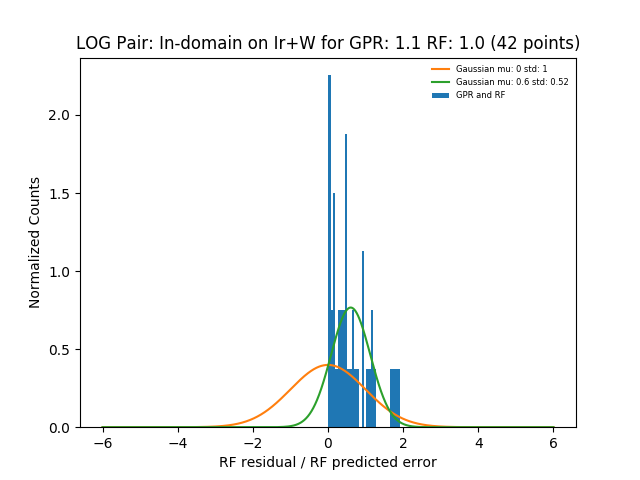 LOG Pair: In-domain on Ir+W for GPR: 1.1 RF: 1.0 (42 points)
Gaussian mu: 0 std: 1
Gaussian mu: 0.6 std: 0.52
GPR and RF
Normalized Counts
2.0
1.5
1.0
0.5
0.0
−6 −4 −2 0 2 4 6
RF residual / RF predicted error